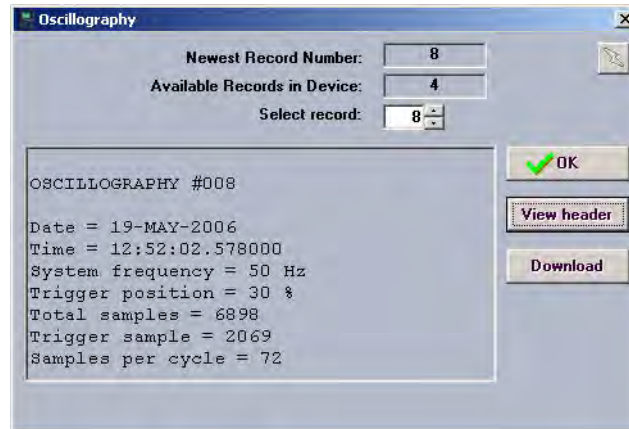 Oscillography
Newest Record Number: 8
Available Records in Device: 4
Select record: 8
OSCILLOGRAPHY #008
Date = 19-MAY-2006
Time = 12:52:02.578000
System frequency = 50 Hz
Trigger position = 30 %
Total samples = 6898
Trigger sample = 2069
Samples per cycle = 72
OK
View header
Download